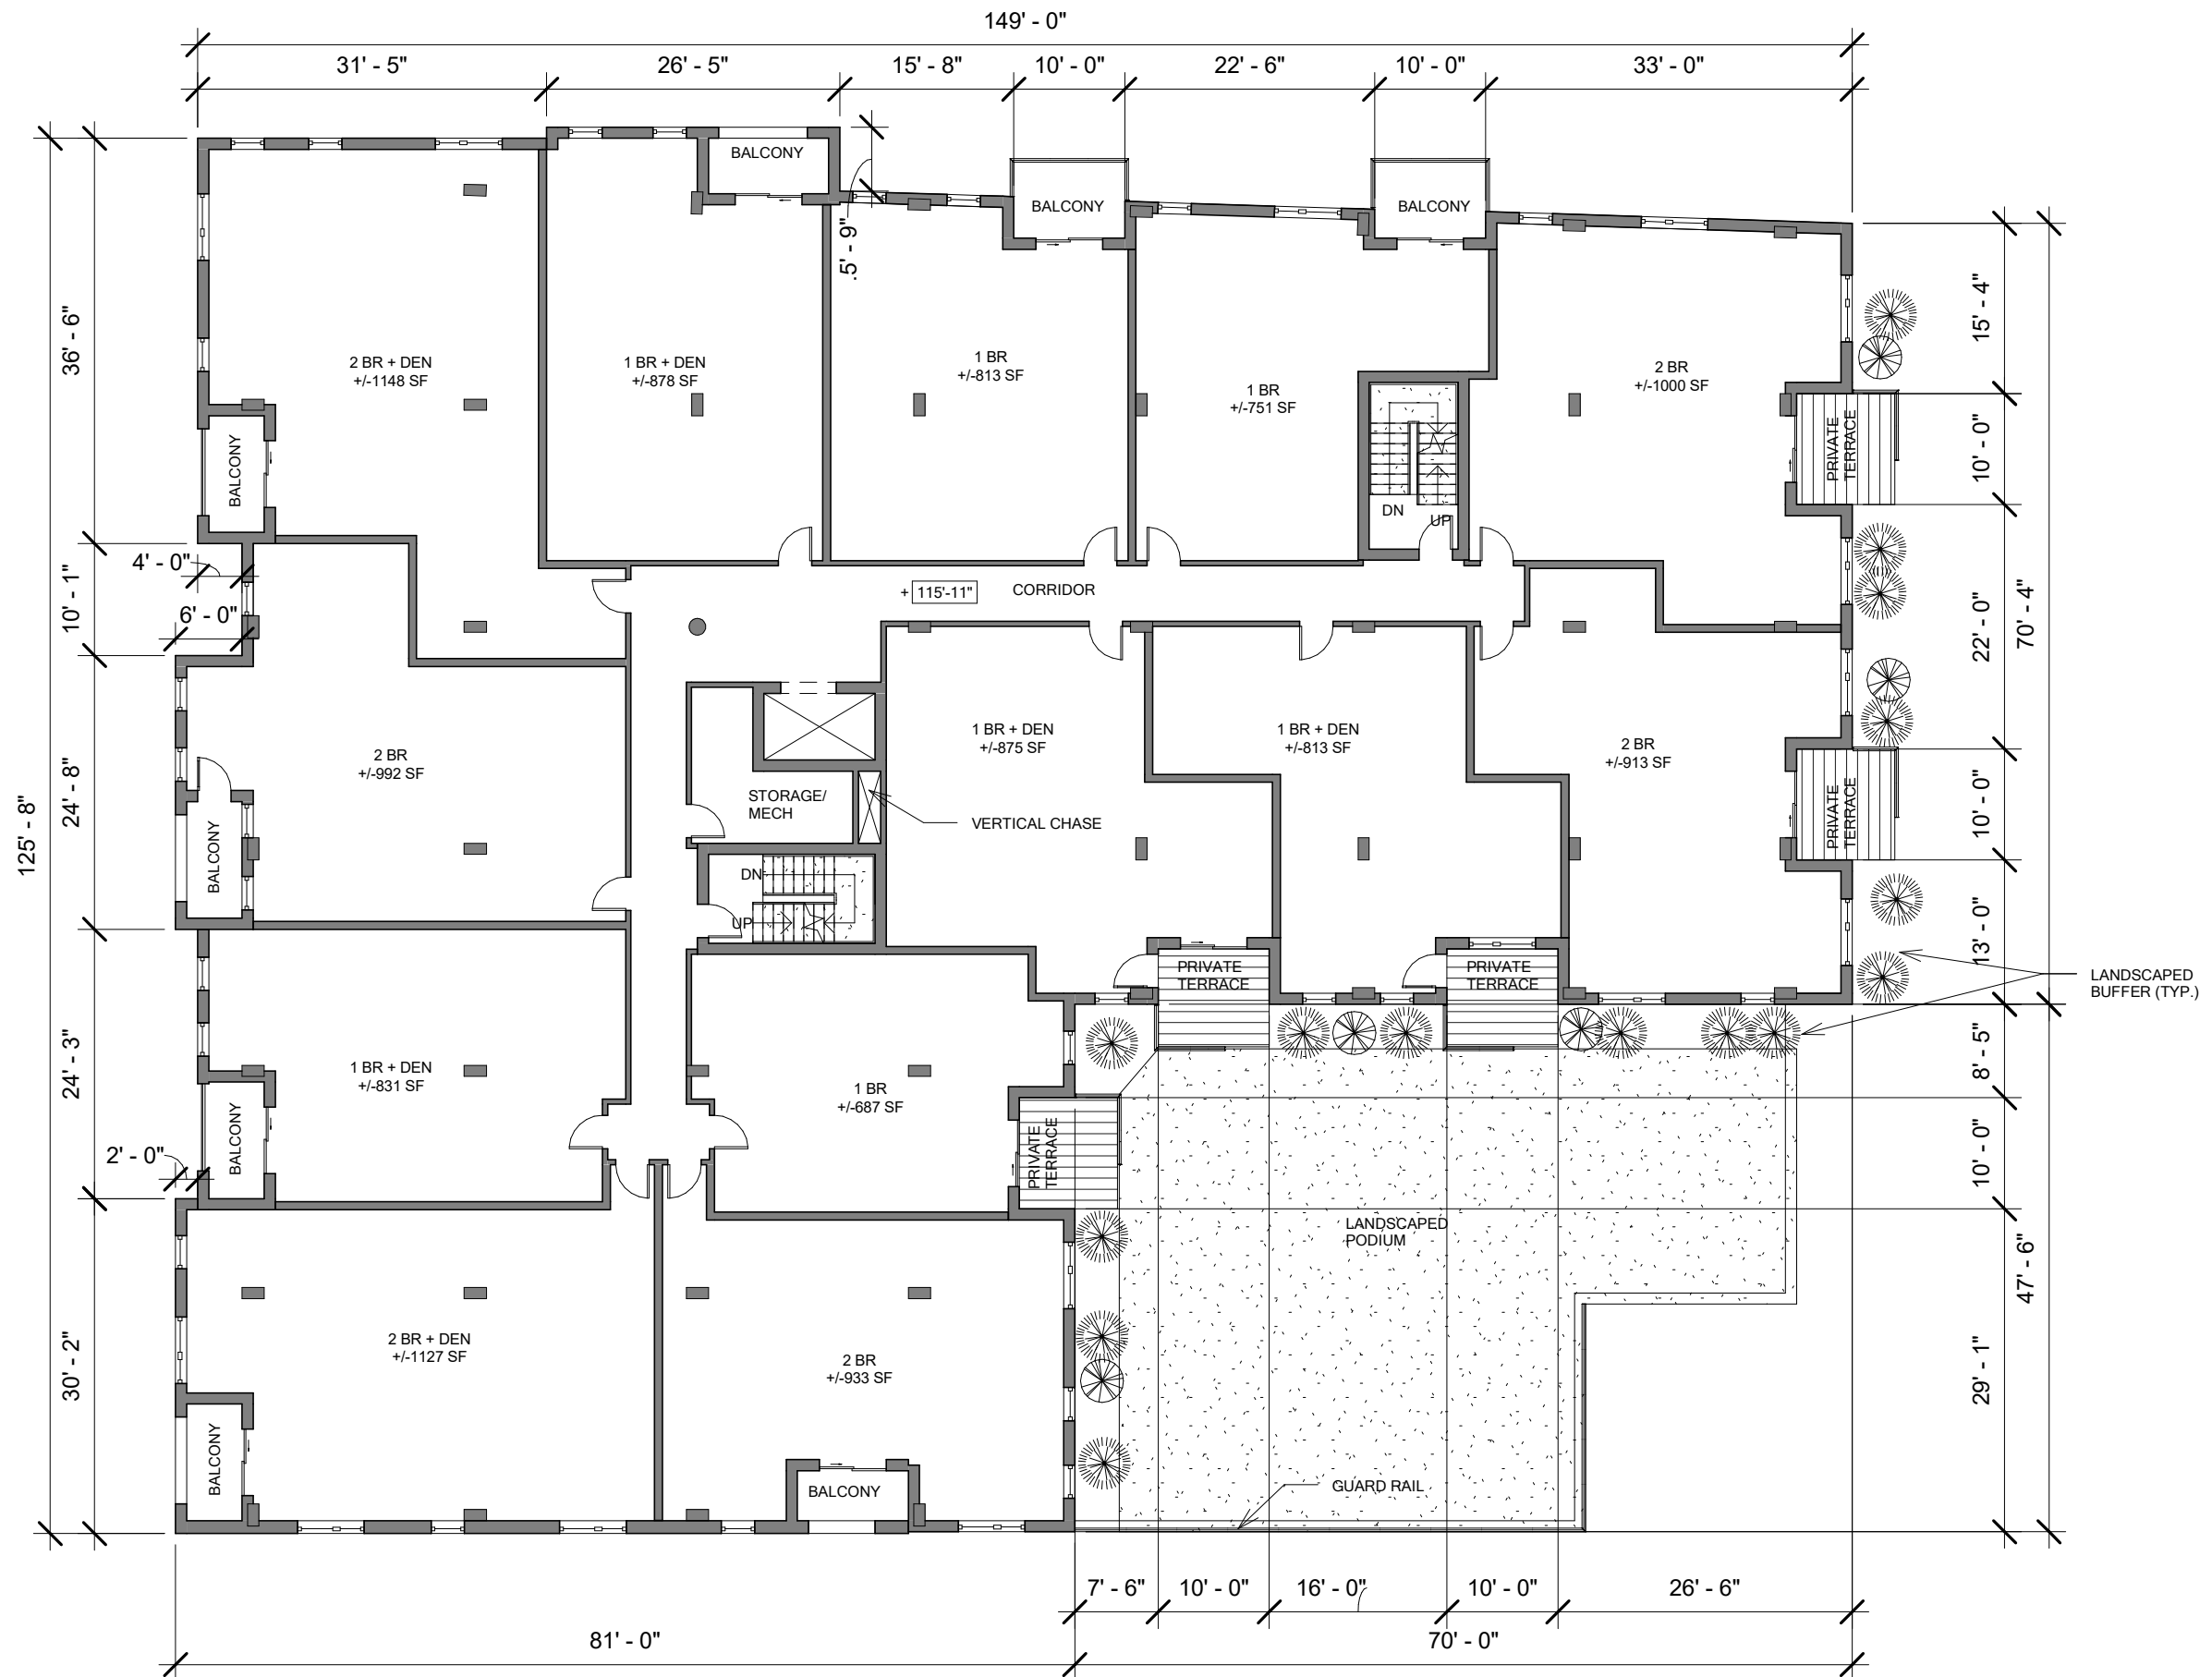 149' - 0"
31' - 5"
26' - 5"
15' - 8"
10' - 0"
22' - 6"
10' - 0"
33' - 0"
BALCONY
BALCONY
BALCONY
.5' - 9"
36' - 6"
15' - 4"
2 BR + DEN
+/-1148 SF
1 BR + DEN
+/-878 SF
1 BR
+/-813 SF
1 BR
+/-751 SF
2 BR
+/-1000 SF
BALCONY
PRIVATE
TERRACE
10' - 0"
DN
UP
4' - 0"
10' - 1"
6' - 0"
+ 115'-11"
CORRIDOR
22' - 0"
70' - 4"
1 BR + DEN
+/-875 SF
1 BR + DEN
+/-813 SF
2 BR
+/-913 SF
2 BR
+/-992 SF
24' - 8"
125' - 8"
STORAGE/
MECH
VERTICAL CHASE
PRIVATE
TERRACE
10' - 0"
BALCONY
DN
UP
13' - 0"
PRIVATE
TERRACE
PRIVATE
TERRACE
LANDSCAPED
BUFFER (TYP.)
24' - 3"
1 BR + DEN
+/-831 SF
1 BR
+/-687 SF
8' - 5"
BALCONY
PRIVATE
TERRACE
10' - 0"
2' - 0"
LANDSCAPED
PODIUM
47' - 6"
30' - 2"
2 BR + DEN
+/-1127 SF
2 BR
+/-933 SF
29' - 1"
BALCONY
BALCONY
GUARD RAIL
7' - 6"
10' - 0"
16' - 0"
10' - 0"
26' - 6"
81' - 0"
70' - 0"